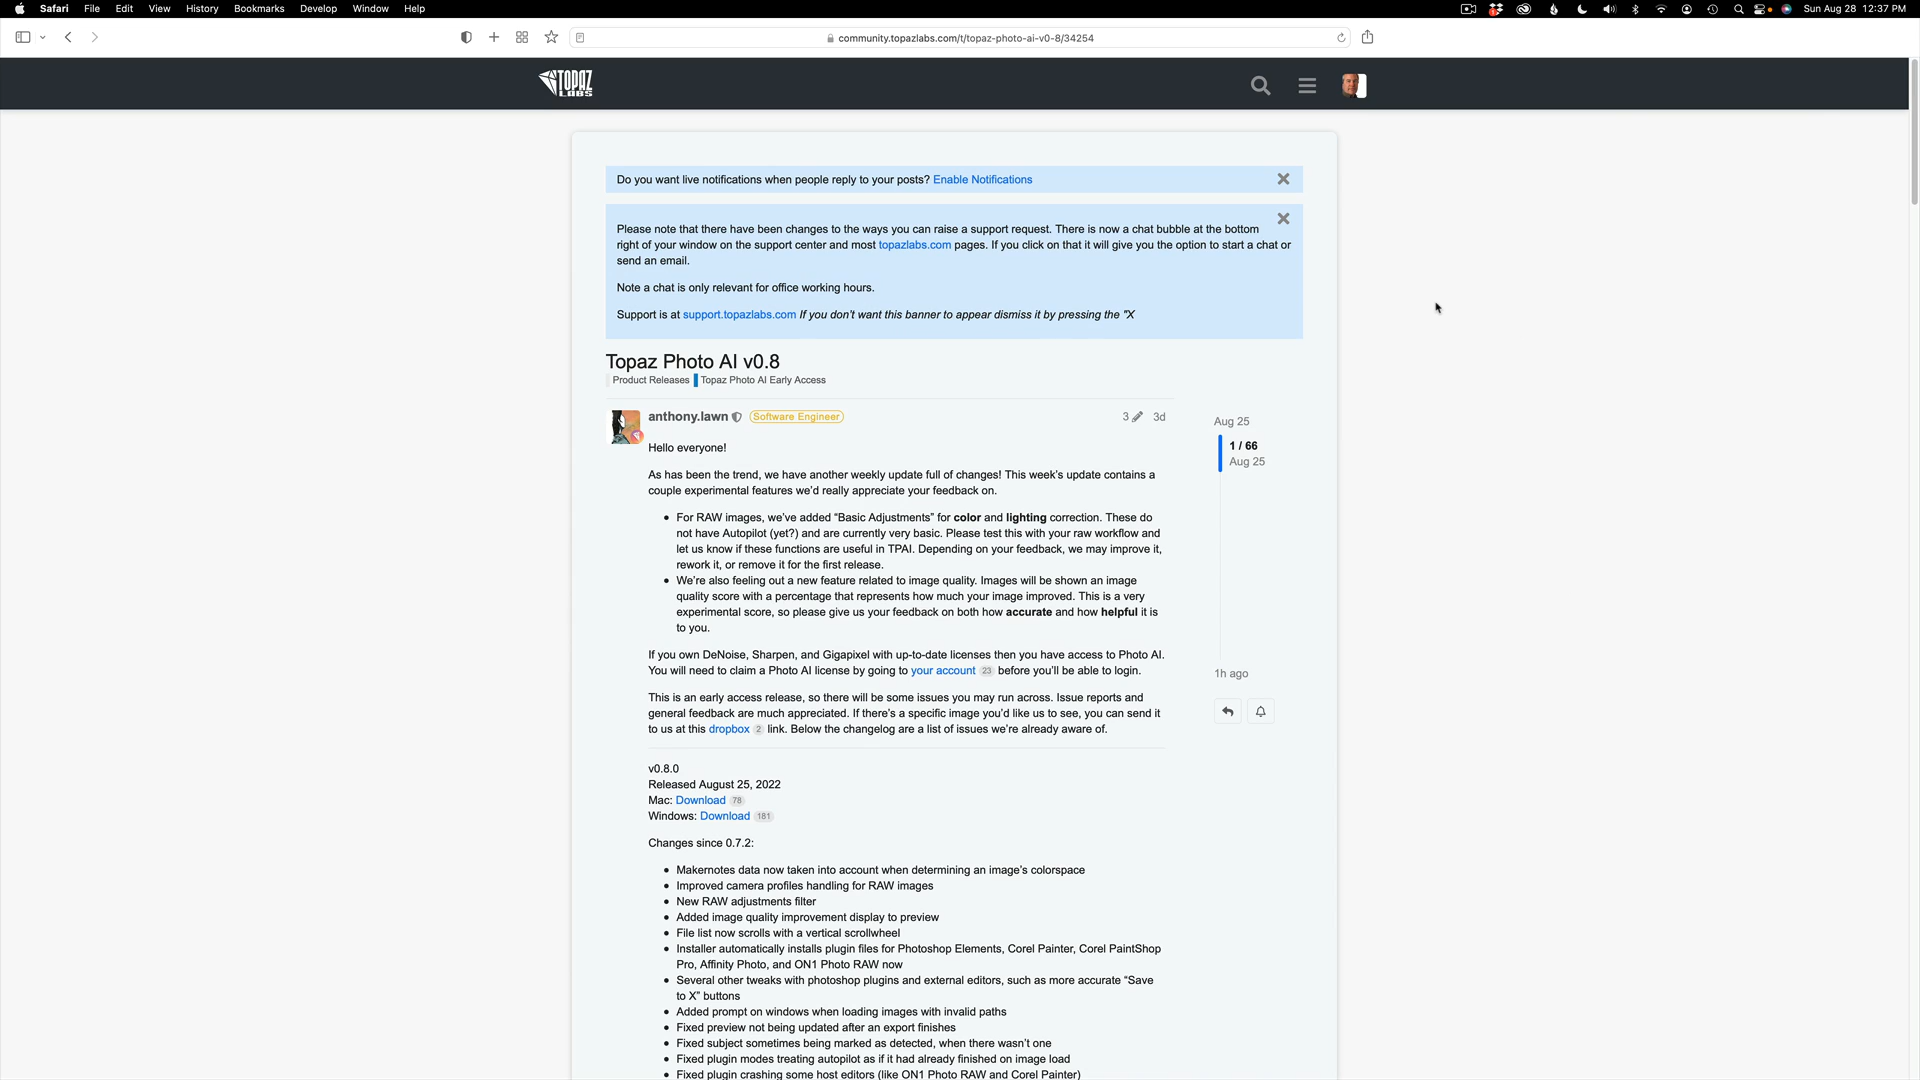 Safari File Edit View History Bookmarks Develop Window Help
Sun Aug 28 12:37 PM
community.topazlabs.com/t/topaz-photo-ai-v0-8/34254
TOPAZ
LABS
Do you want live notifications when people reply to your posts? Enable Notifications
Please note that there have been changes to the ways you can raise a support request. There is now a chat bubble at the bottom
right of your window on the support center and most topazlabs.com pages. If you click on that it will give you the option to start a chat or
send an email.
Note a chat is only relevant for office working hours.
Support is at support.topazlabs.com If you don't want this banner to appear dismiss it by pressing the "X
Topaz Photo AI v0.8
Product Releases Topaz Photo AI Early Access
anthony.lawn Software Engineer 3 3d
Aug 25
1 / 66
Aug 25
1h ago
Hello everyone!
As has been the trend, we have another weekly update full of changes! This week's update contains a
couple experimental features we'd really appreciate your feedback on.
• For RAW images, we've added “Basic Adjustments” for color and lighting correction. These do
not have Autopilot (yet?) and are currently very basic. Please test this with your raw workflow and
let us know if these functions are useful in TPAI. Depending on your feedback, we may improve it,
rework it, or remove it for the first release.
• We're also feeling out a new feature related to image quality. Images will be shown an image
quality score with a percentage that represents how much your image improved. This is a very
experimental score, so please give us your feedback on both how accurate and how helpful it is
to you.
If you own DeNoise, Sharpen, and Gigapixel with up-to-date licenses then you have access to Photo AI.
You will need to claim a Photo AI license by going to your account 23 before you'll be able to login.
This is an early access release, so there will be some issues you may run across. Issue reports and
general feedback are much appreciated. If there's a specific image you'd like us to see, you can send it
to us at this dropbox 2 link. Below the changelog are a list of issues we're already aware of.
v0.8.0
Released August 25, 2022
Mac: Download 78
Windows: Download 181
Changes since 0.7.2:
• Makernotes data now taken into account when determining an image's colorspace
• Improved camera profiles handling for RAW images
• New RAW adjustments filter
• Added image quality improvement display to preview
• File list now scrolls with a vertical scrollwheel
• Installer automatically installs plugin files for Photoshop Elements, Corel Painter, Corel PaintShop
Pro, Affinity Photo, and ON1 Photo RAW now
• Several other tweaks with photoshop plugins and external editors, such as more accurate “Save
to X” buttons
• Added prompt on windows when loading images with invalid paths
• Fixed preview not being updated after an export finishes
• Fixed subject sometimes being marked as detected, when there wasn't one
• Fixed plugin modes treating autopilot as if it had already finished on image load
• Fixed plugin crashing some host editors (like ON1 Photo RAW and Corel Painter)